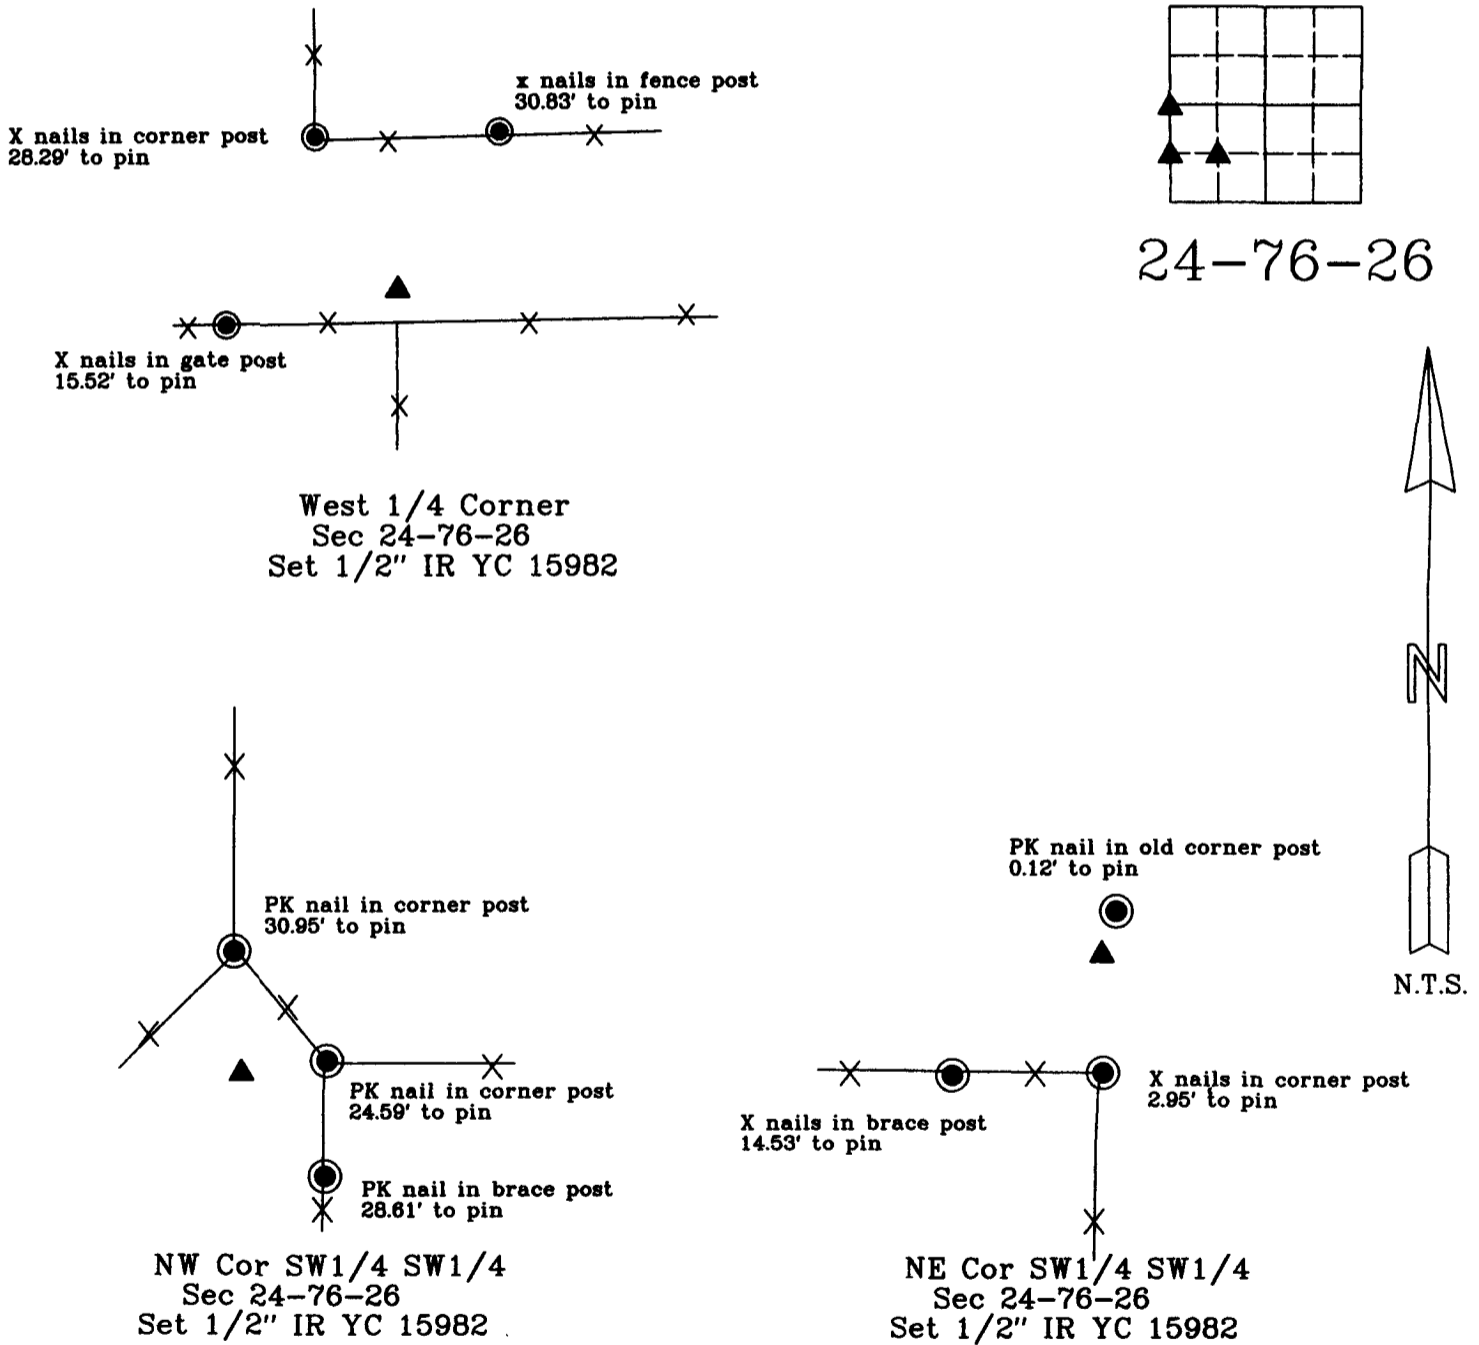 x nails in fence post
30.83' to pin
X nails in corner post
28.29' to pin
24-76-26
X nails in gate post
15.52' to pin
West 1/4 Corner
Sec 24-76-26
Set 1/2" IR YC 15982
N
N.T.S.
PK nail in corner post
30.95' to pin
PK nail in corner post
24.59' to pin
PK nail in brace post
28.61' to pin
NW Cor SW1/4 SW1/4
Sec 24-76-26
Set 1/2" IR YC 15982
PK nail in old corner post
0.12' to pin
X nails in corner post
2.95' to pin
X nails in brace post
14.53' to pin
NE Cor SW1/4 SW1/4
Sec 24-76-26
Set 1/2" IR YC 15982